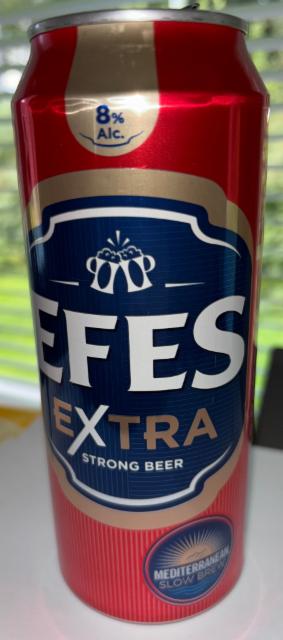 8%
Alc.
EFES
EXTRA
STRONG BEER
MEDITERRANEAN
SLOW BREW